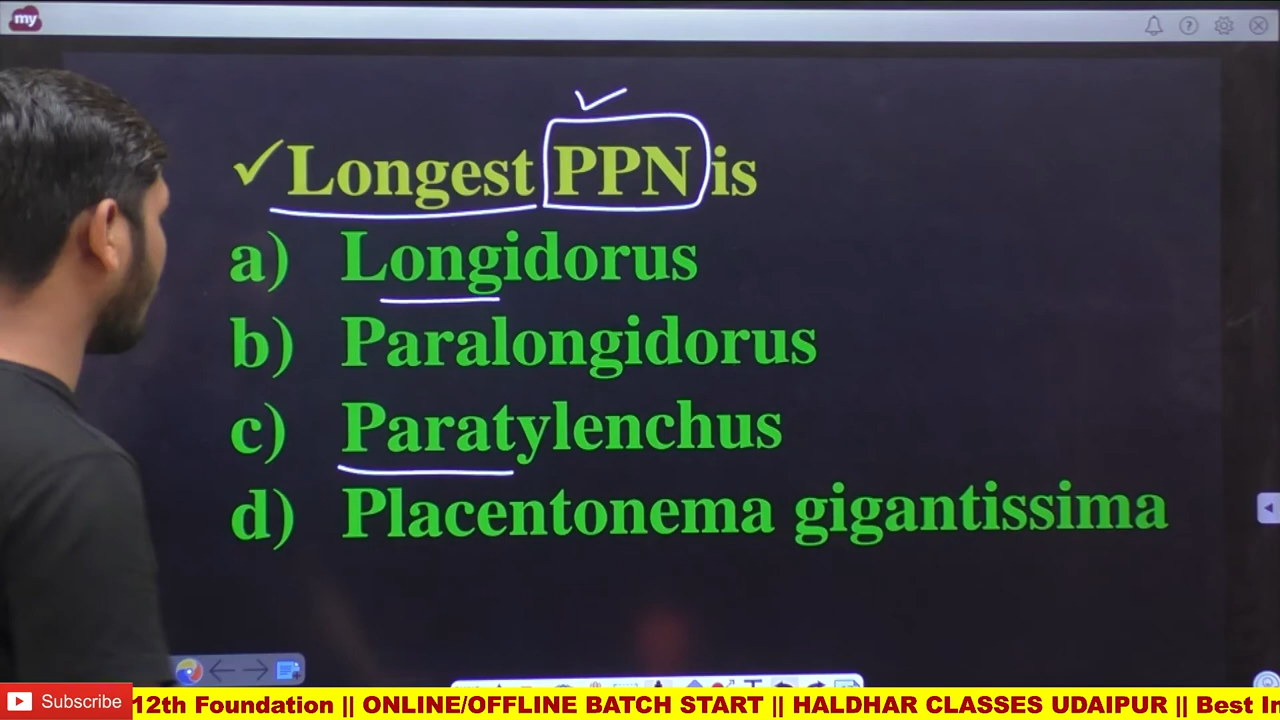 my
✓Longest PPN is
a) Longidorus
b) Paralongidorus
c) Paratylenchus
d) Placentonema gigantissima
Subscribe
12th Foundation || ONLINE/OFFLINE BATCH START || HALDHAR CLASSES UDAIPUR || Best In